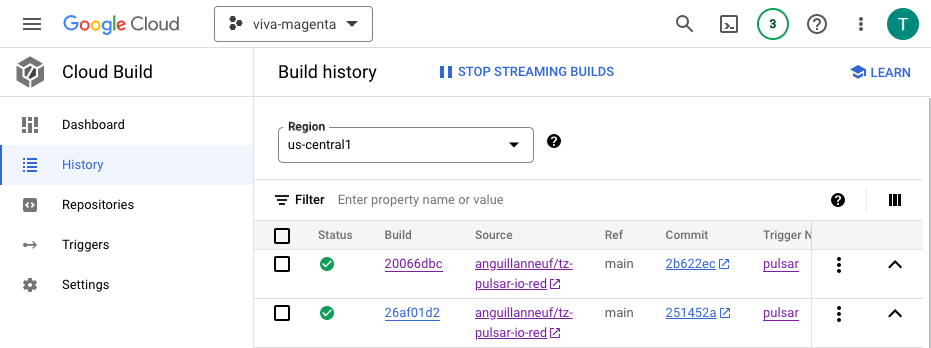 Google Cloud
viva-magenta
3
T
Cloud Build
Build history
STOP STREAMING BUILDS
LEARN
Dashboard
History
Repositories
Triggers
Settings
Region
us-central1
Filter Enter property name or value
Status Build Source Ref Commit Trigger N
20066dbc anguillanneuf/tz- main 2b622ec pulsar
pulsar-io-red
26af01d2 anguillanneuf/tz- main 251452a pulsar
pulsar-io-red